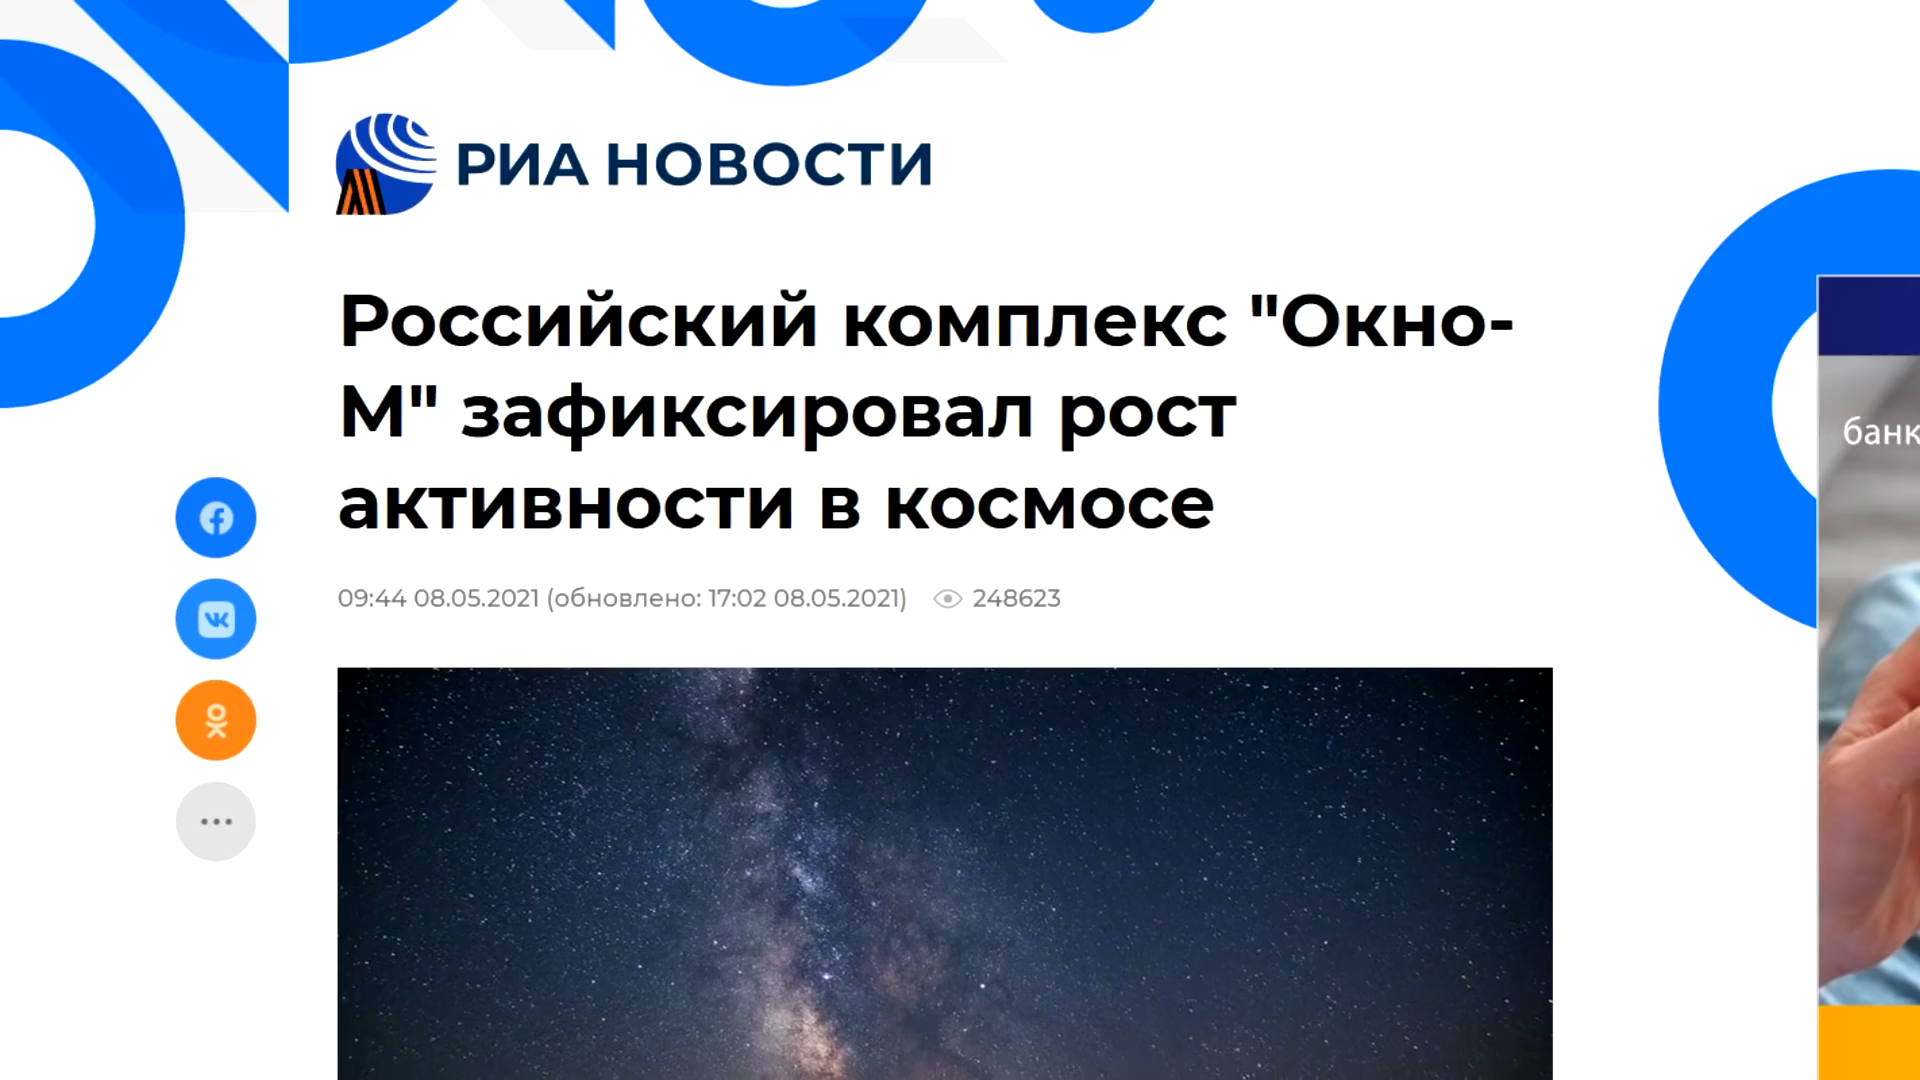 РИА НОВОСТИ
Российский комплекс "Окно-
М" зафиксировал рост
активности в космосе
09:44 08.05.2021 (обновлено: 17:02 08.05.2021) 248623
банк